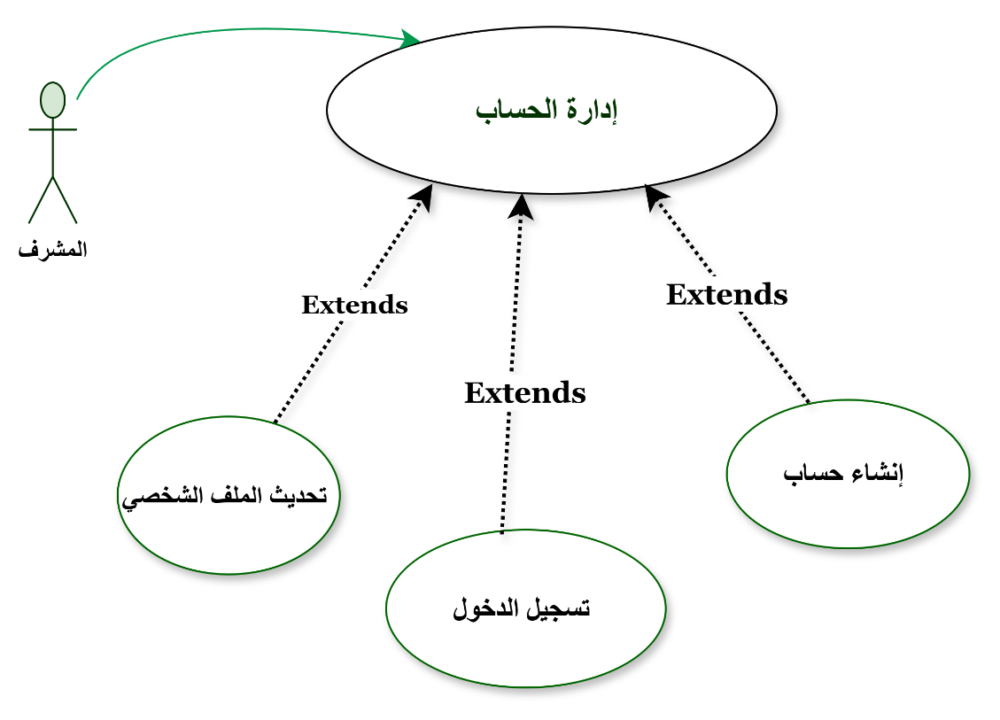 إدارة الحساب
المشرف
Extends
Extends
Extends
إنشاء حساب
تحديث الملف الشخصي
تسجيل الدخول